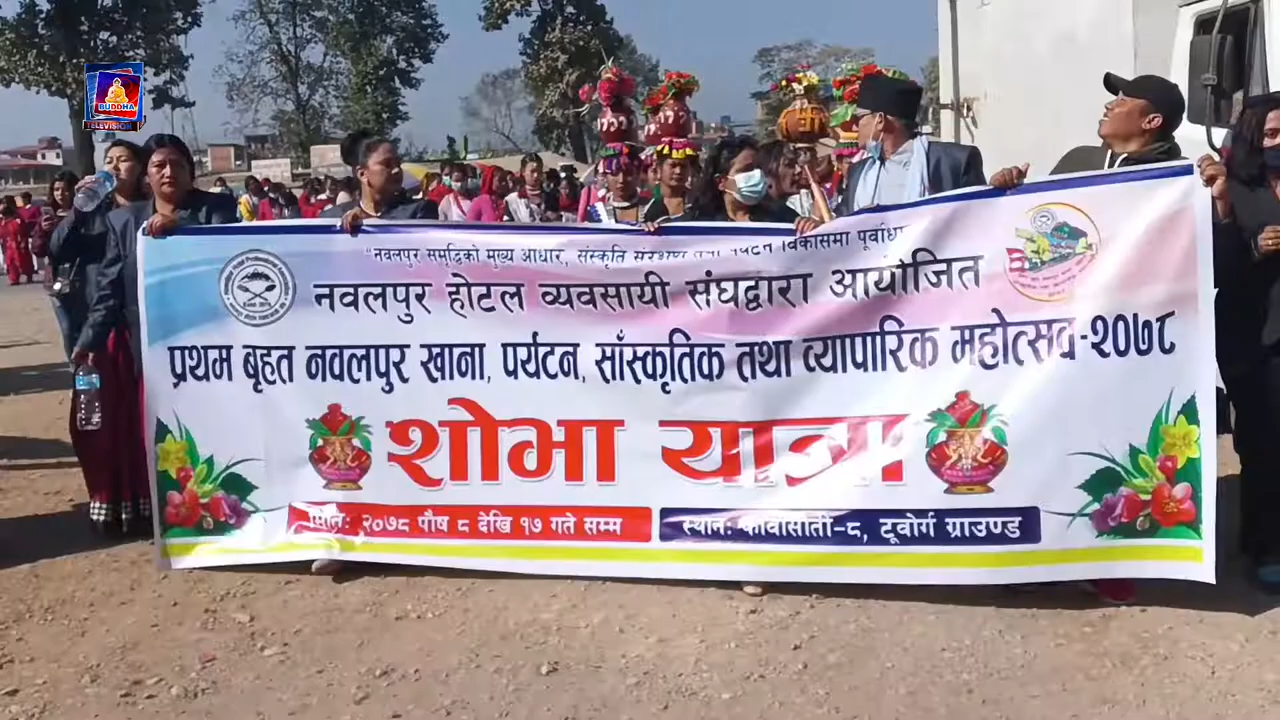 BUDDHA
TELEVISION
"नवलपुर समृद्धिको मुख्य आधार, संस्कृति संरक्षण तथा पर्यटन विकासमा पूर्वाधा
नवलपुर होटल व्यवसायी संघद्वारा आयोजित
प्रथम बृहत नवलपुर खाना, पर्यटन, साँस्कृतिक तथा व्यापारिक महोत्सव-२०७८
शोभा यात्रा
मिति: २०७८ पौष ८ देखि १७ गते सम्म
स्थान: कावासोती-८, टूवोर्ग ग्राउण्ड